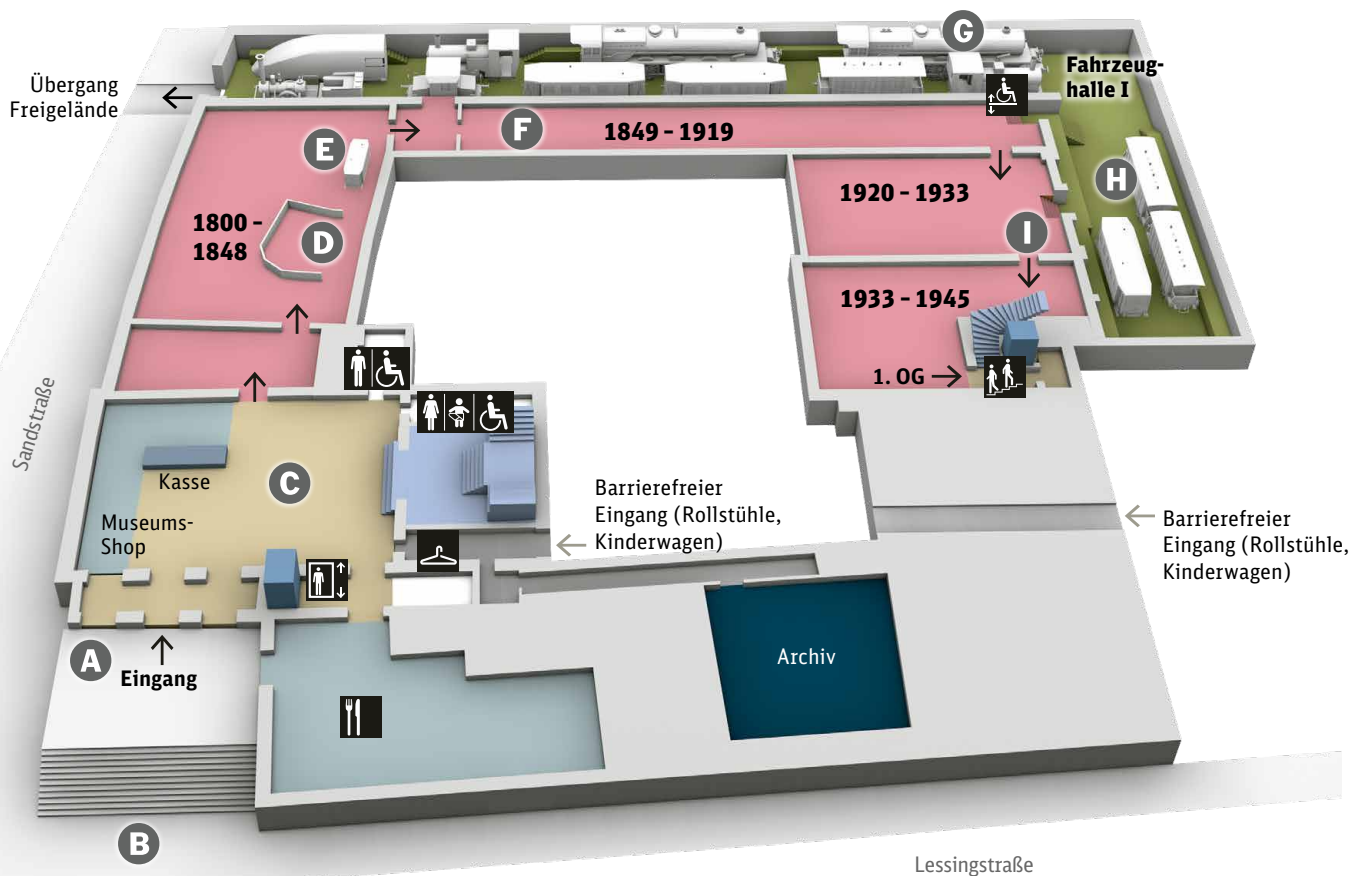 G
Fahrzeug-
halle I
Übergang
Freigelände
F
1849 – 1919
E
1920 – 1933
H
1800 –
1848
D
I
1933 – 1945
1. OG
Sandstraße
Kasse
C
Museums-
Shop
Barrierefreier
Eingang (Rollstühle,
Kinderwagen)
Barrierefreier
Eingang (Rollstühle,
Kinderwagen)
A
Eingang
Archiv
B
Lessingstraße